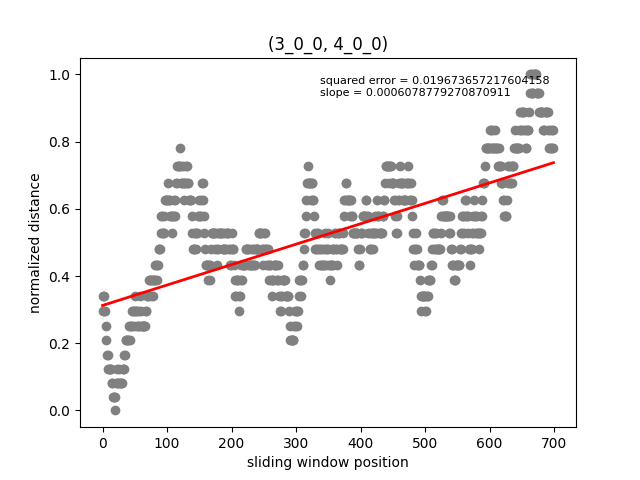 (3_0_0, 4_0_0)
squared error = 0.019673657217604158
slope = 0.0006078779270870911
normalized distance
1.0
0.8
0.6
0.4
0.2
0.0
0 100 200 300 400 500 600 700
sliding window position